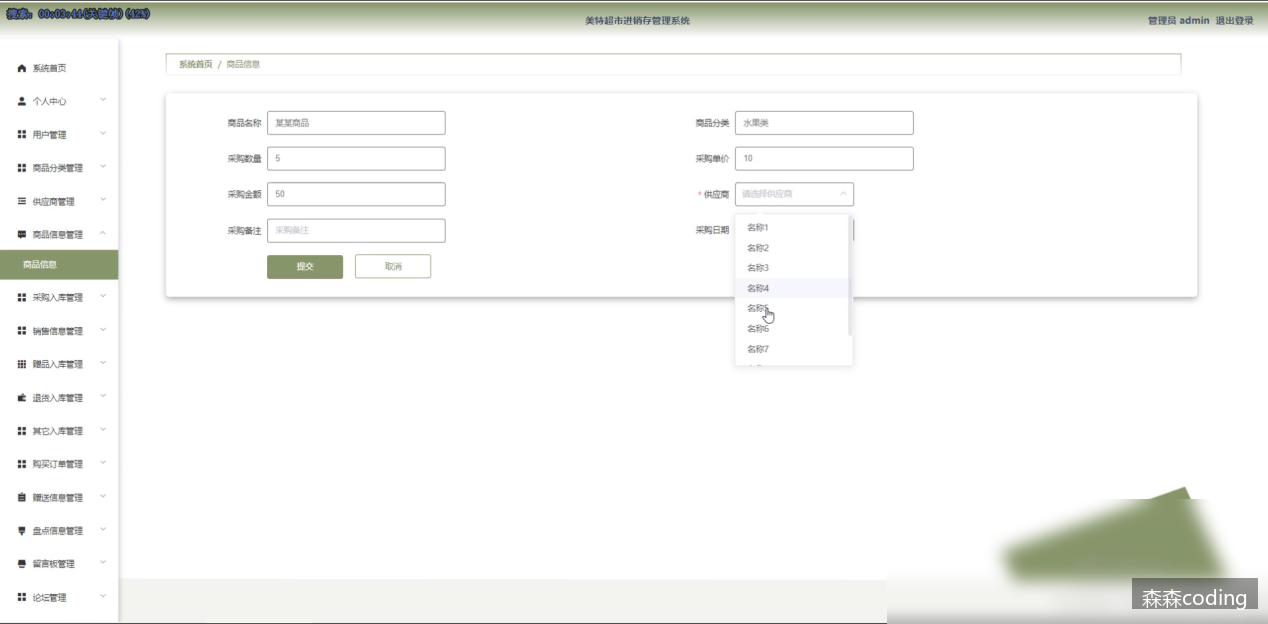 搜索: 00:03:44(关键帧) (42%)
美特超市进销存管理系统
管理员 admin 退出登录
系统首页
个人中心
用户管理
商品分类管理
供应商管理
商品信息管理
商品信息
采购入库管理
销售信息管理
赠品入库管理
退货入库管理
其它入库管理
购买订单管理
赠送信息管理
盘点信息管理
留言板管理
论坛管理
系统首页 / 商品信息
商品名称 某某商品
商品分类 水果类
采购数量 5
采购单价 10
采购金额 50
* 供应商 请选择供应商
采购备注 采购备注
采购日期
提交 取消
名称1
名称2
名称3
名称4
名称5
名称6
名称7
森森coding